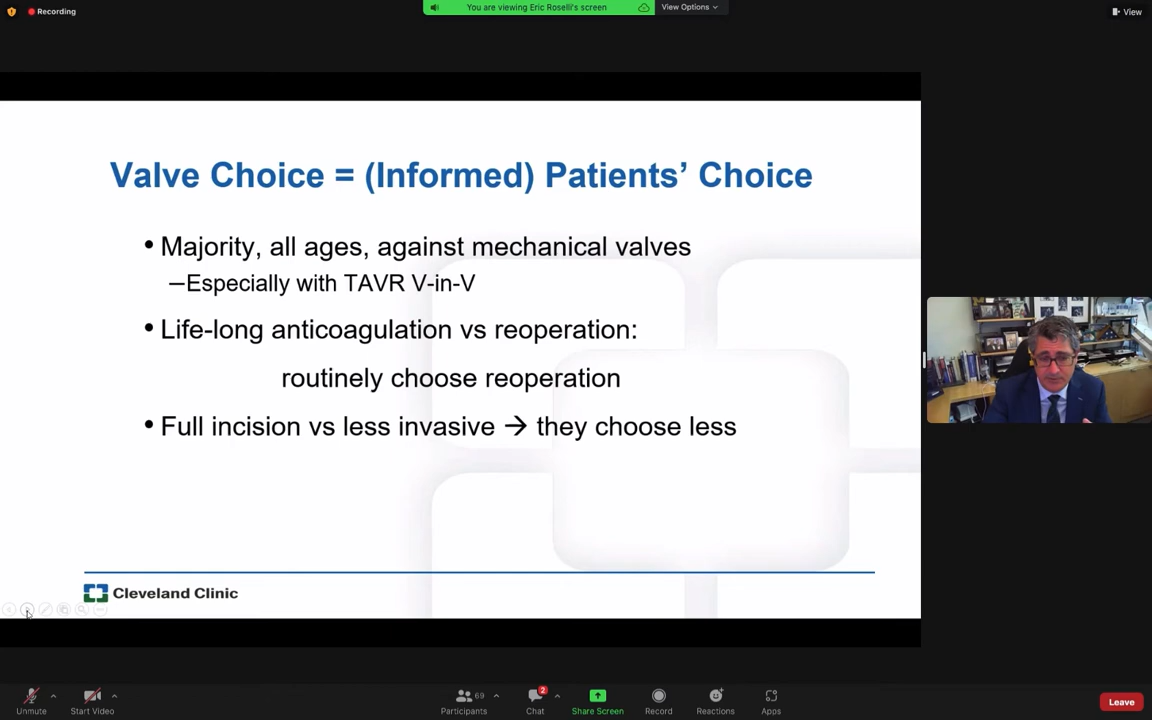 Recording
You are viewing Eric Roselli's screen
View Options
View
Valve Choice = (Informed) Patients' Choice
• Majority, all ages, against mechanical valves
–Especially with TAVR V-in-V
• Life-long anticoagulation vs reoperation:
routinely choose reoperation
• Full incision vs less invasive → they choose less
Cleveland Clinic
Unmute
Start Video
69
Participants
2
Chat
Share Screen
Record
Reactions
Apps
Leave